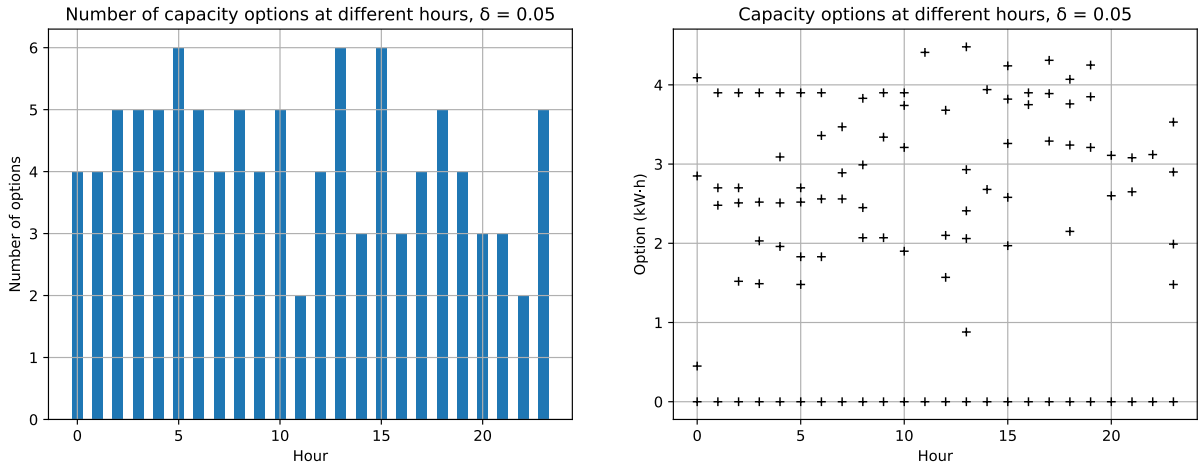 Number of capacity options at different hours, δ = 0.05
Number of options
6
5
4
3
2
1
0
0 5 10 15 20
Hour
Capacity options at different hours, δ = 0.05
Option (kW·h)
4
3
2
1
0
0 5 10 15 20
Hour